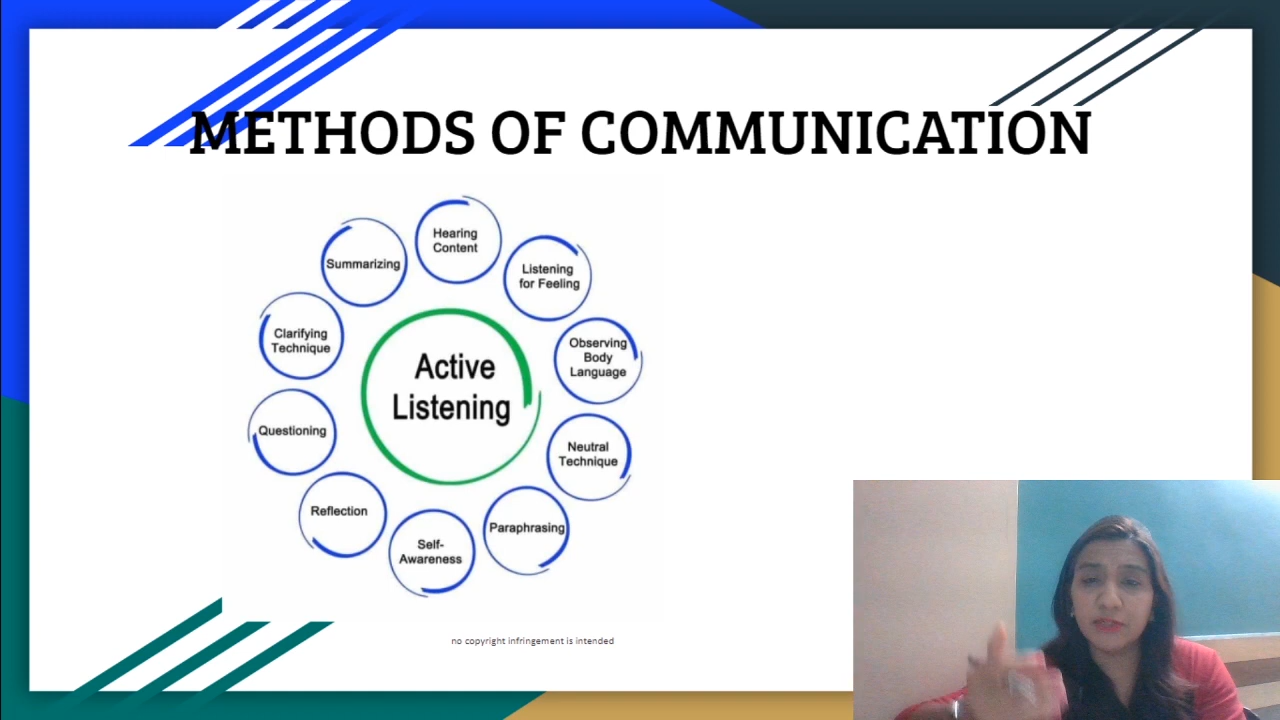 METHODS OF COMMUNICATION
Hearing
Content
Listening
for Feeling
Observing
Body
Language
Neutral
Technique
Paraphrasing
Self-
Awareness
Reflection
Questioning
Clarifying
Technique
Summarizing
Active
Listening
no copyright infringement is intended